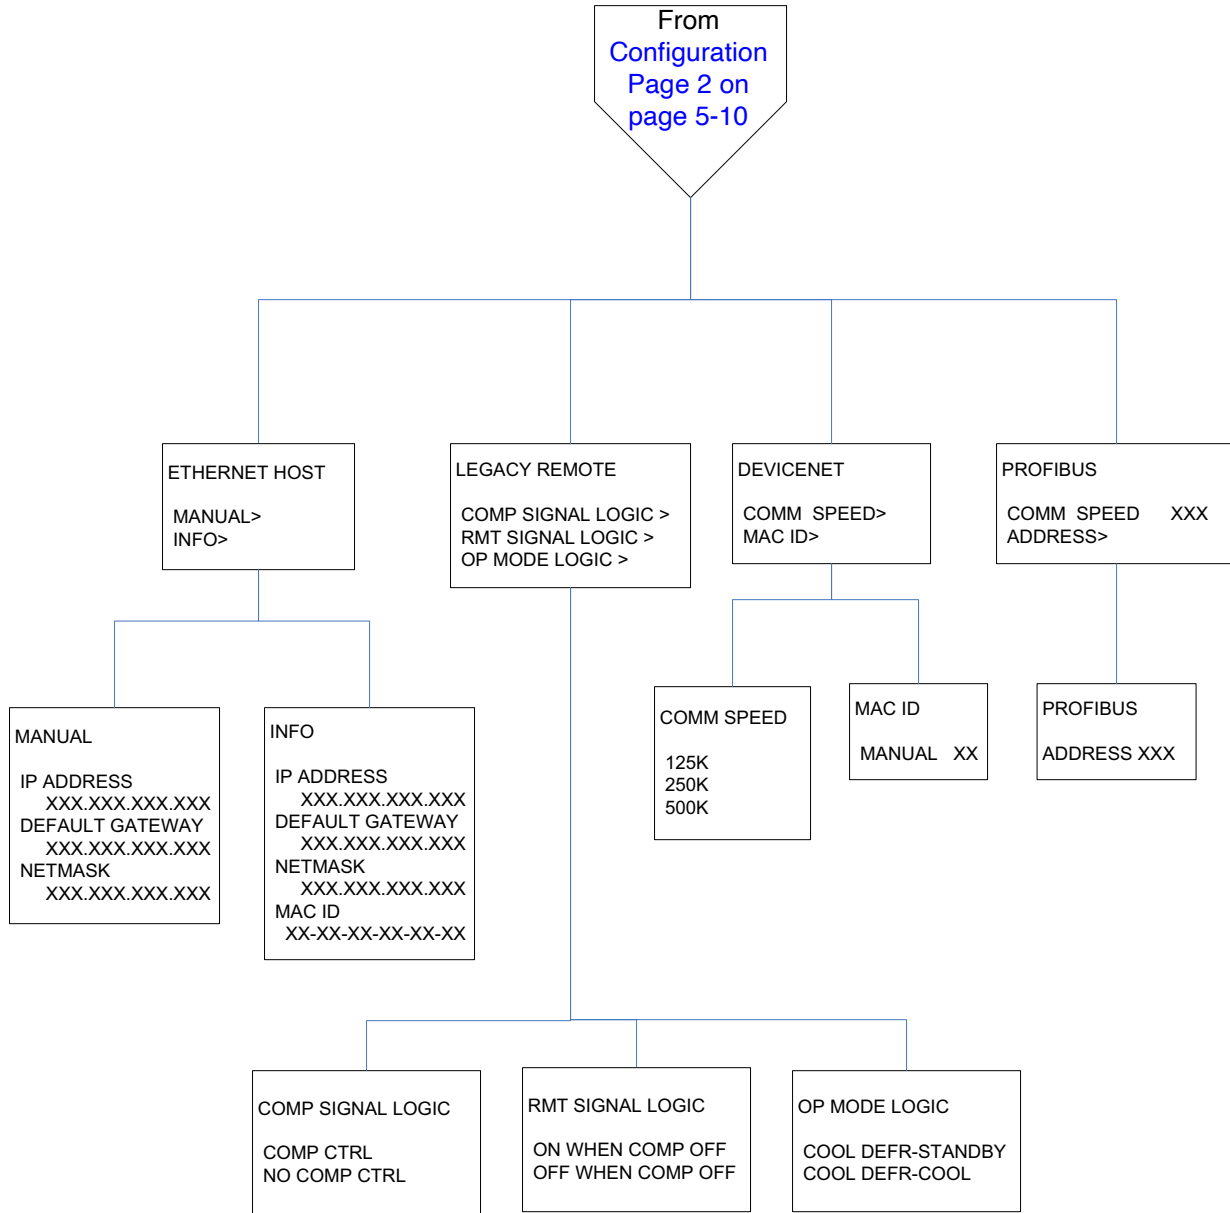 From
Configuration
Page 2 on
page 5-10
ETHERNET HOST
MANUAL>
INFO>
LEGACY REMOTE
COMP SIGNAL LOGIC >
RMT SIGNAL LOGIC >
OP MODE LOGIC >
DEVICENET
COMM SPEED>
MAC ID>
PROFIBUS
COMM SPEED XXX
ADDRESS>
MANUAL
IP ADDRESS
XXX.XXX.XXX.XXX
DEFAULT GATEWAY
XXX.XXX.XXX.XXX
NETMASK
XXX.XXX.XXX.XXX
INFO
IP ADDRESS
XXX.XXX.XXX.XXX
DEFAULT GATEWAY
XXX.XXX.XXX.XXX
NETMASK
XXX.XXX.XXX.XXX
MAC ID
XX-XX-XX-XX-XX-XX
COMM SPEED
125K
250K
500K
MAC ID
MANUAL XX
PROFIBUS
ADDRESS XXX
COMP SIGNAL LOGIC
COMP CTRL
NO COMP CTRL
RMT SIGNAL LOGIC
ON WHEN COMP OFF
OFF WHEN COMP OFF
OP MODE LOGIC
COOL DEFR-STANDBY
COOL DEFR-COOL